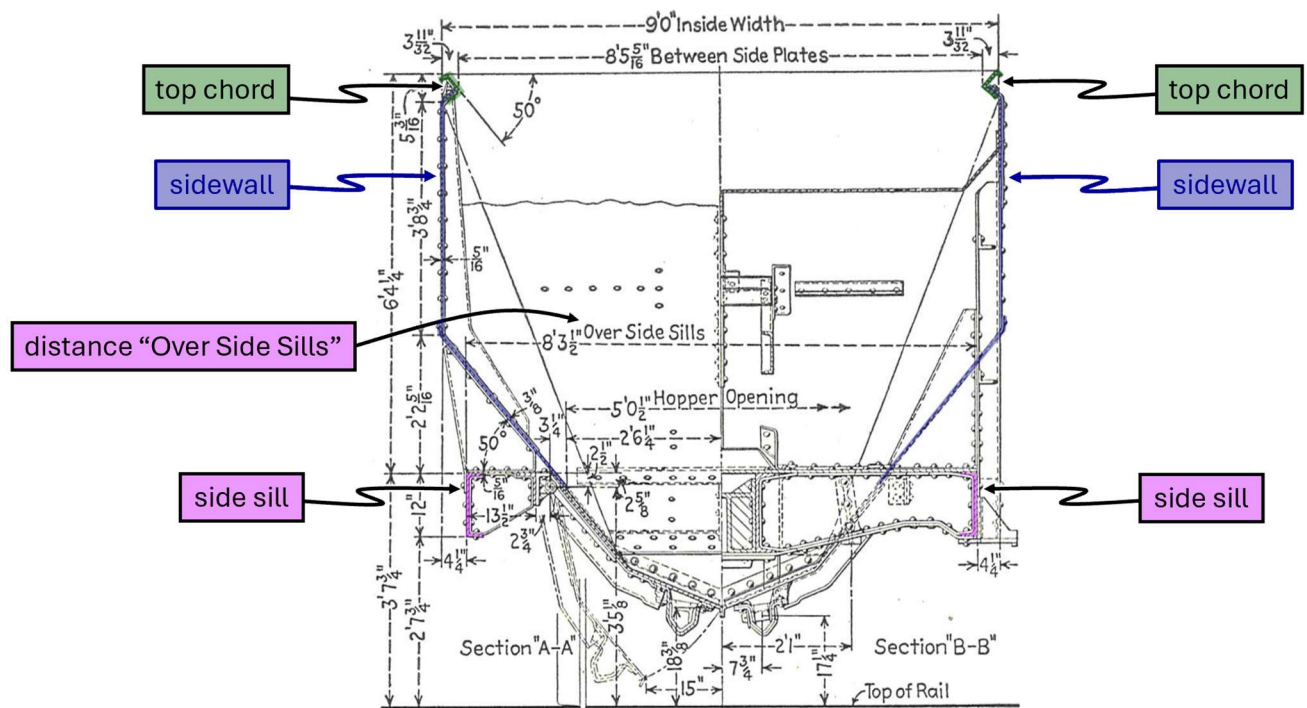 9'0" Inside Width
3 11/32"
3 11/32"
8'5 5/16" Between Side Plates
top chord
top chord
50°
5 3/16"
sidewall
sidewall
3'8 3/4"
5/16"
6'4 1/4"
distance “Over Side Sills”
Over Side Sills
8'3 1/2"
Hopper Opening
5'0 1/2"
2'2 5/16"
3/8"
3 1/4"
2'6 1/4"
50°
2 1/2"
side sill
side sill
5/16"
2 5/8"
12"
13 1/2"
2 3/4"
4 1/4"
4 1/4"
3'7 3/4"
2'7 3/4"
35 1/8"
Section "A-A"
Section "B-B"
18 3/8"
2'1"
17 1/4"
7 3/4"
15"
Top of Rail